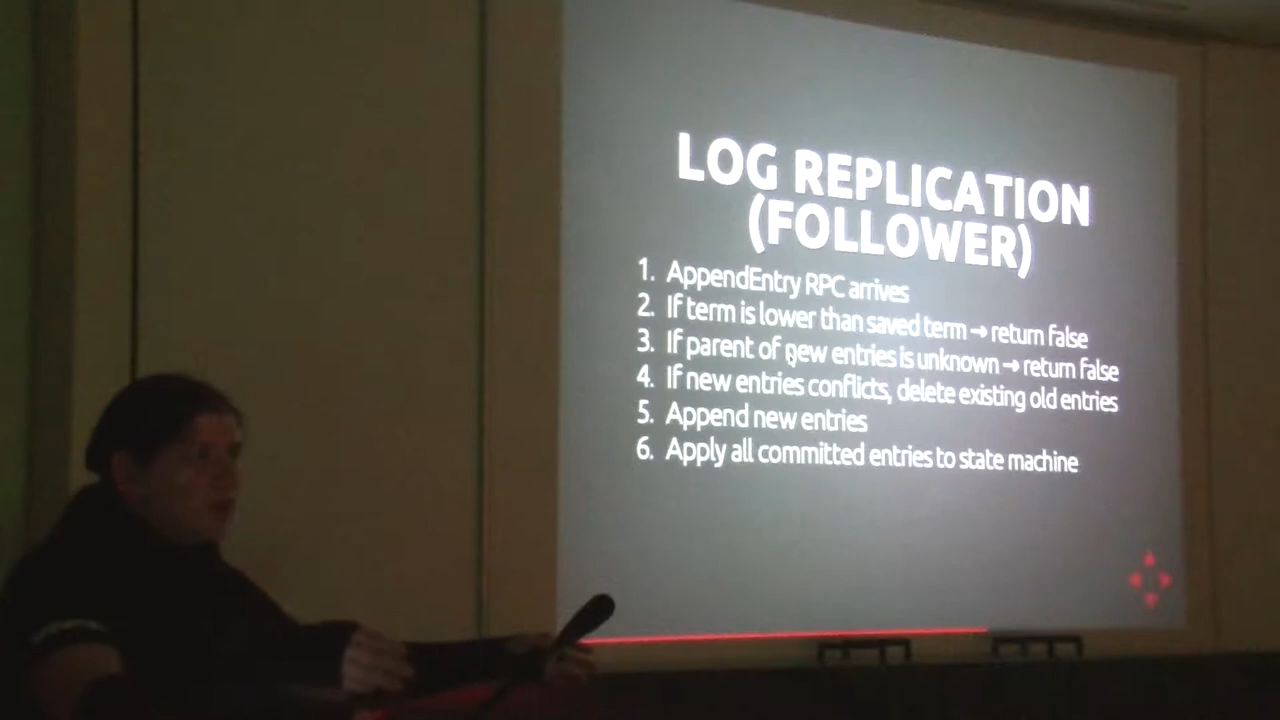 LOG REPLICATION
(FOLLOWER)
1. AppendEntry RPC arrives
2. If term is lower than saved term → return false
3. If parent of new entries is unknown → return false
4. If new entries conflicts, delete existing old entries
5. Append new entries
6. Apply all committed entries to state machine